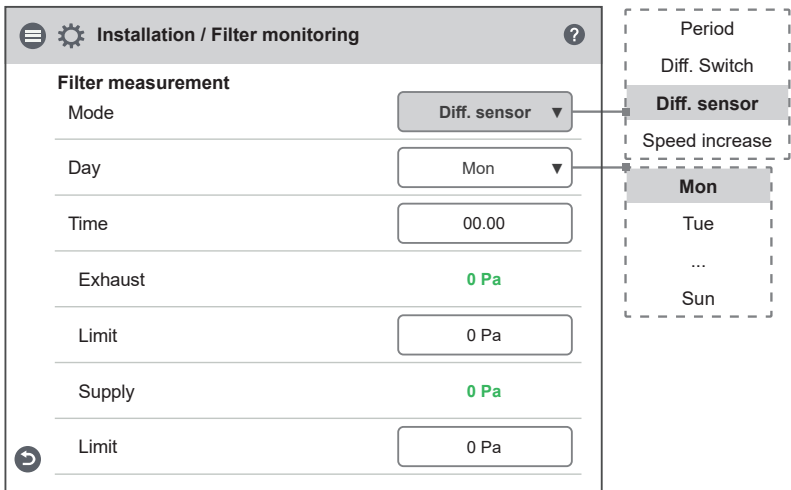 Installation / Filter monitoring ?
Filter measurement
Mode Diff. sensor ▼
Day Mon ▼
Time 00.00
Exhaust 0 Pa
Limit 0 Pa
Supply 0 Pa
Limit 0 Pa
Period
Diff. Switch
Diff. sensor
Speed increase
Mon
Tue
...
Sun